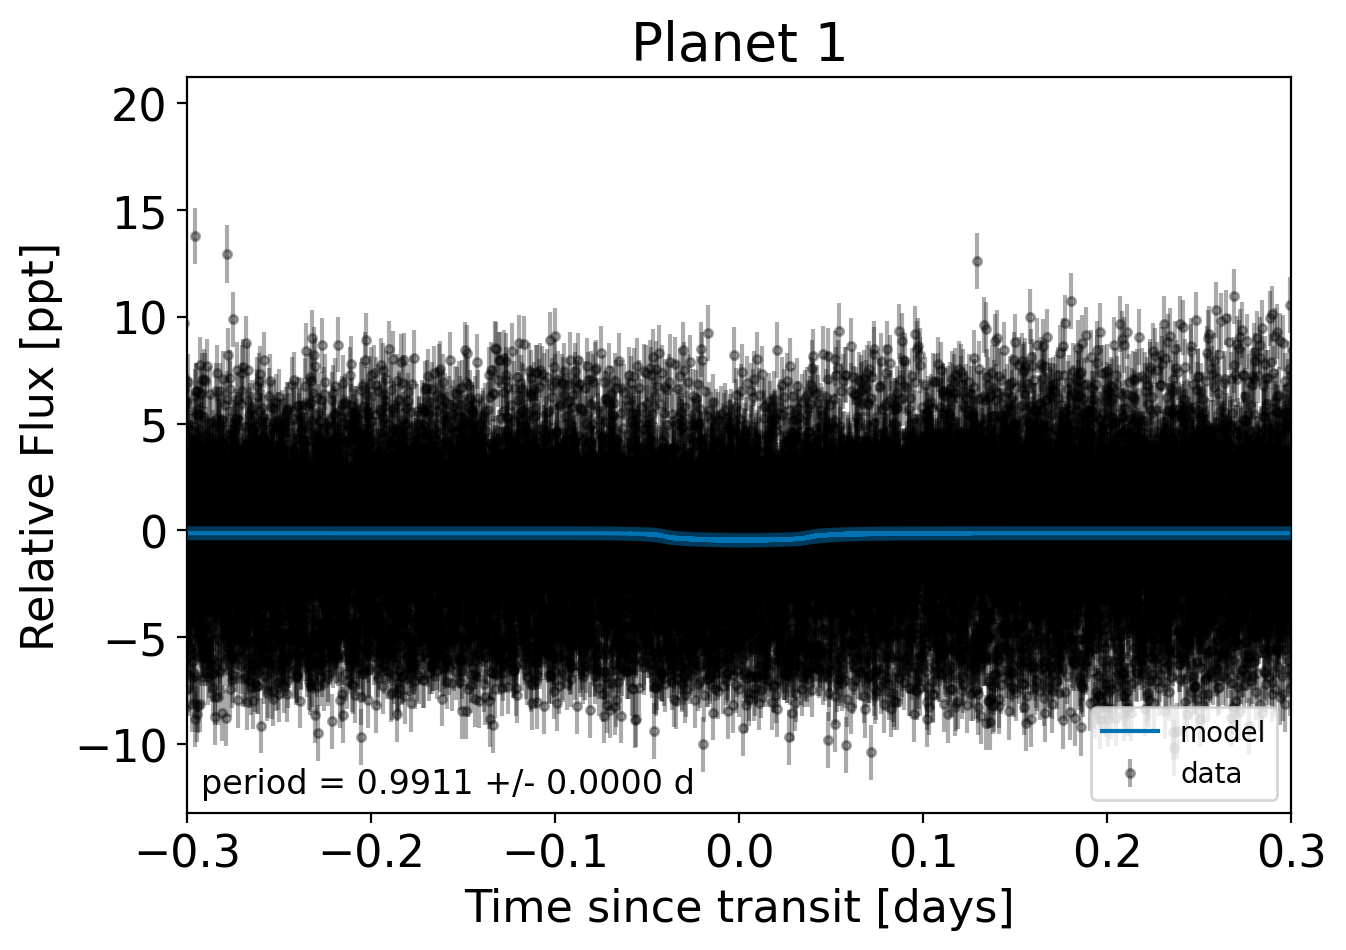 Planet 1
Relative Flux [ppt]
20
15
10
5
0
−5
−10
period = 0.9911 +/- 0.0000 d
model
data
−0.3
−0.2
−0.1
0.0
0.1
0.2
0.3
Time since transit [days]